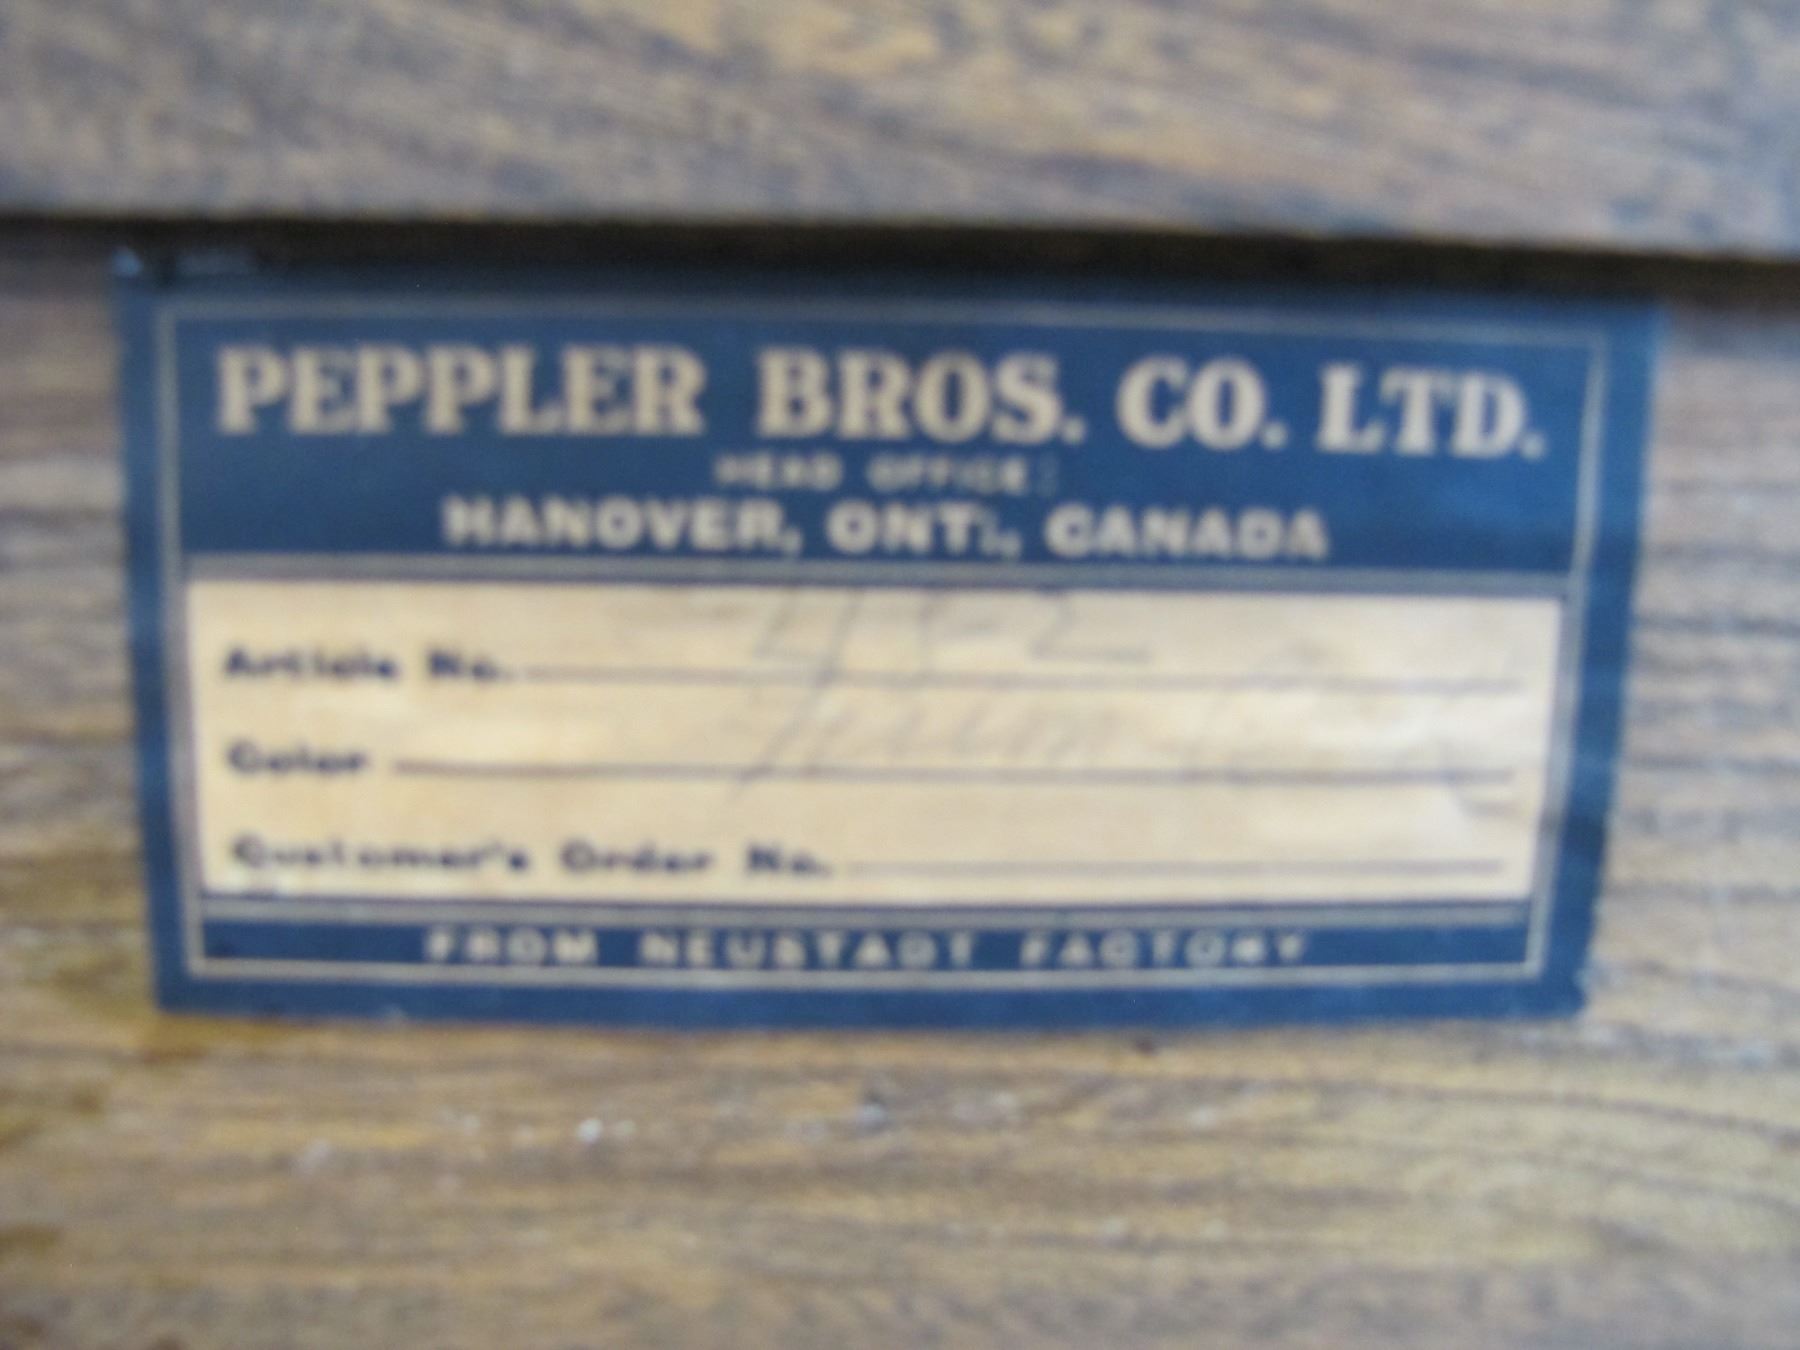 PEPPLER BROS. CO. LTD.
HEAD OFFICE:
HANOVER, ONT., CANADA
Article No.
Color
Customer's Order No.
FROM NEUSTADT FACTORY